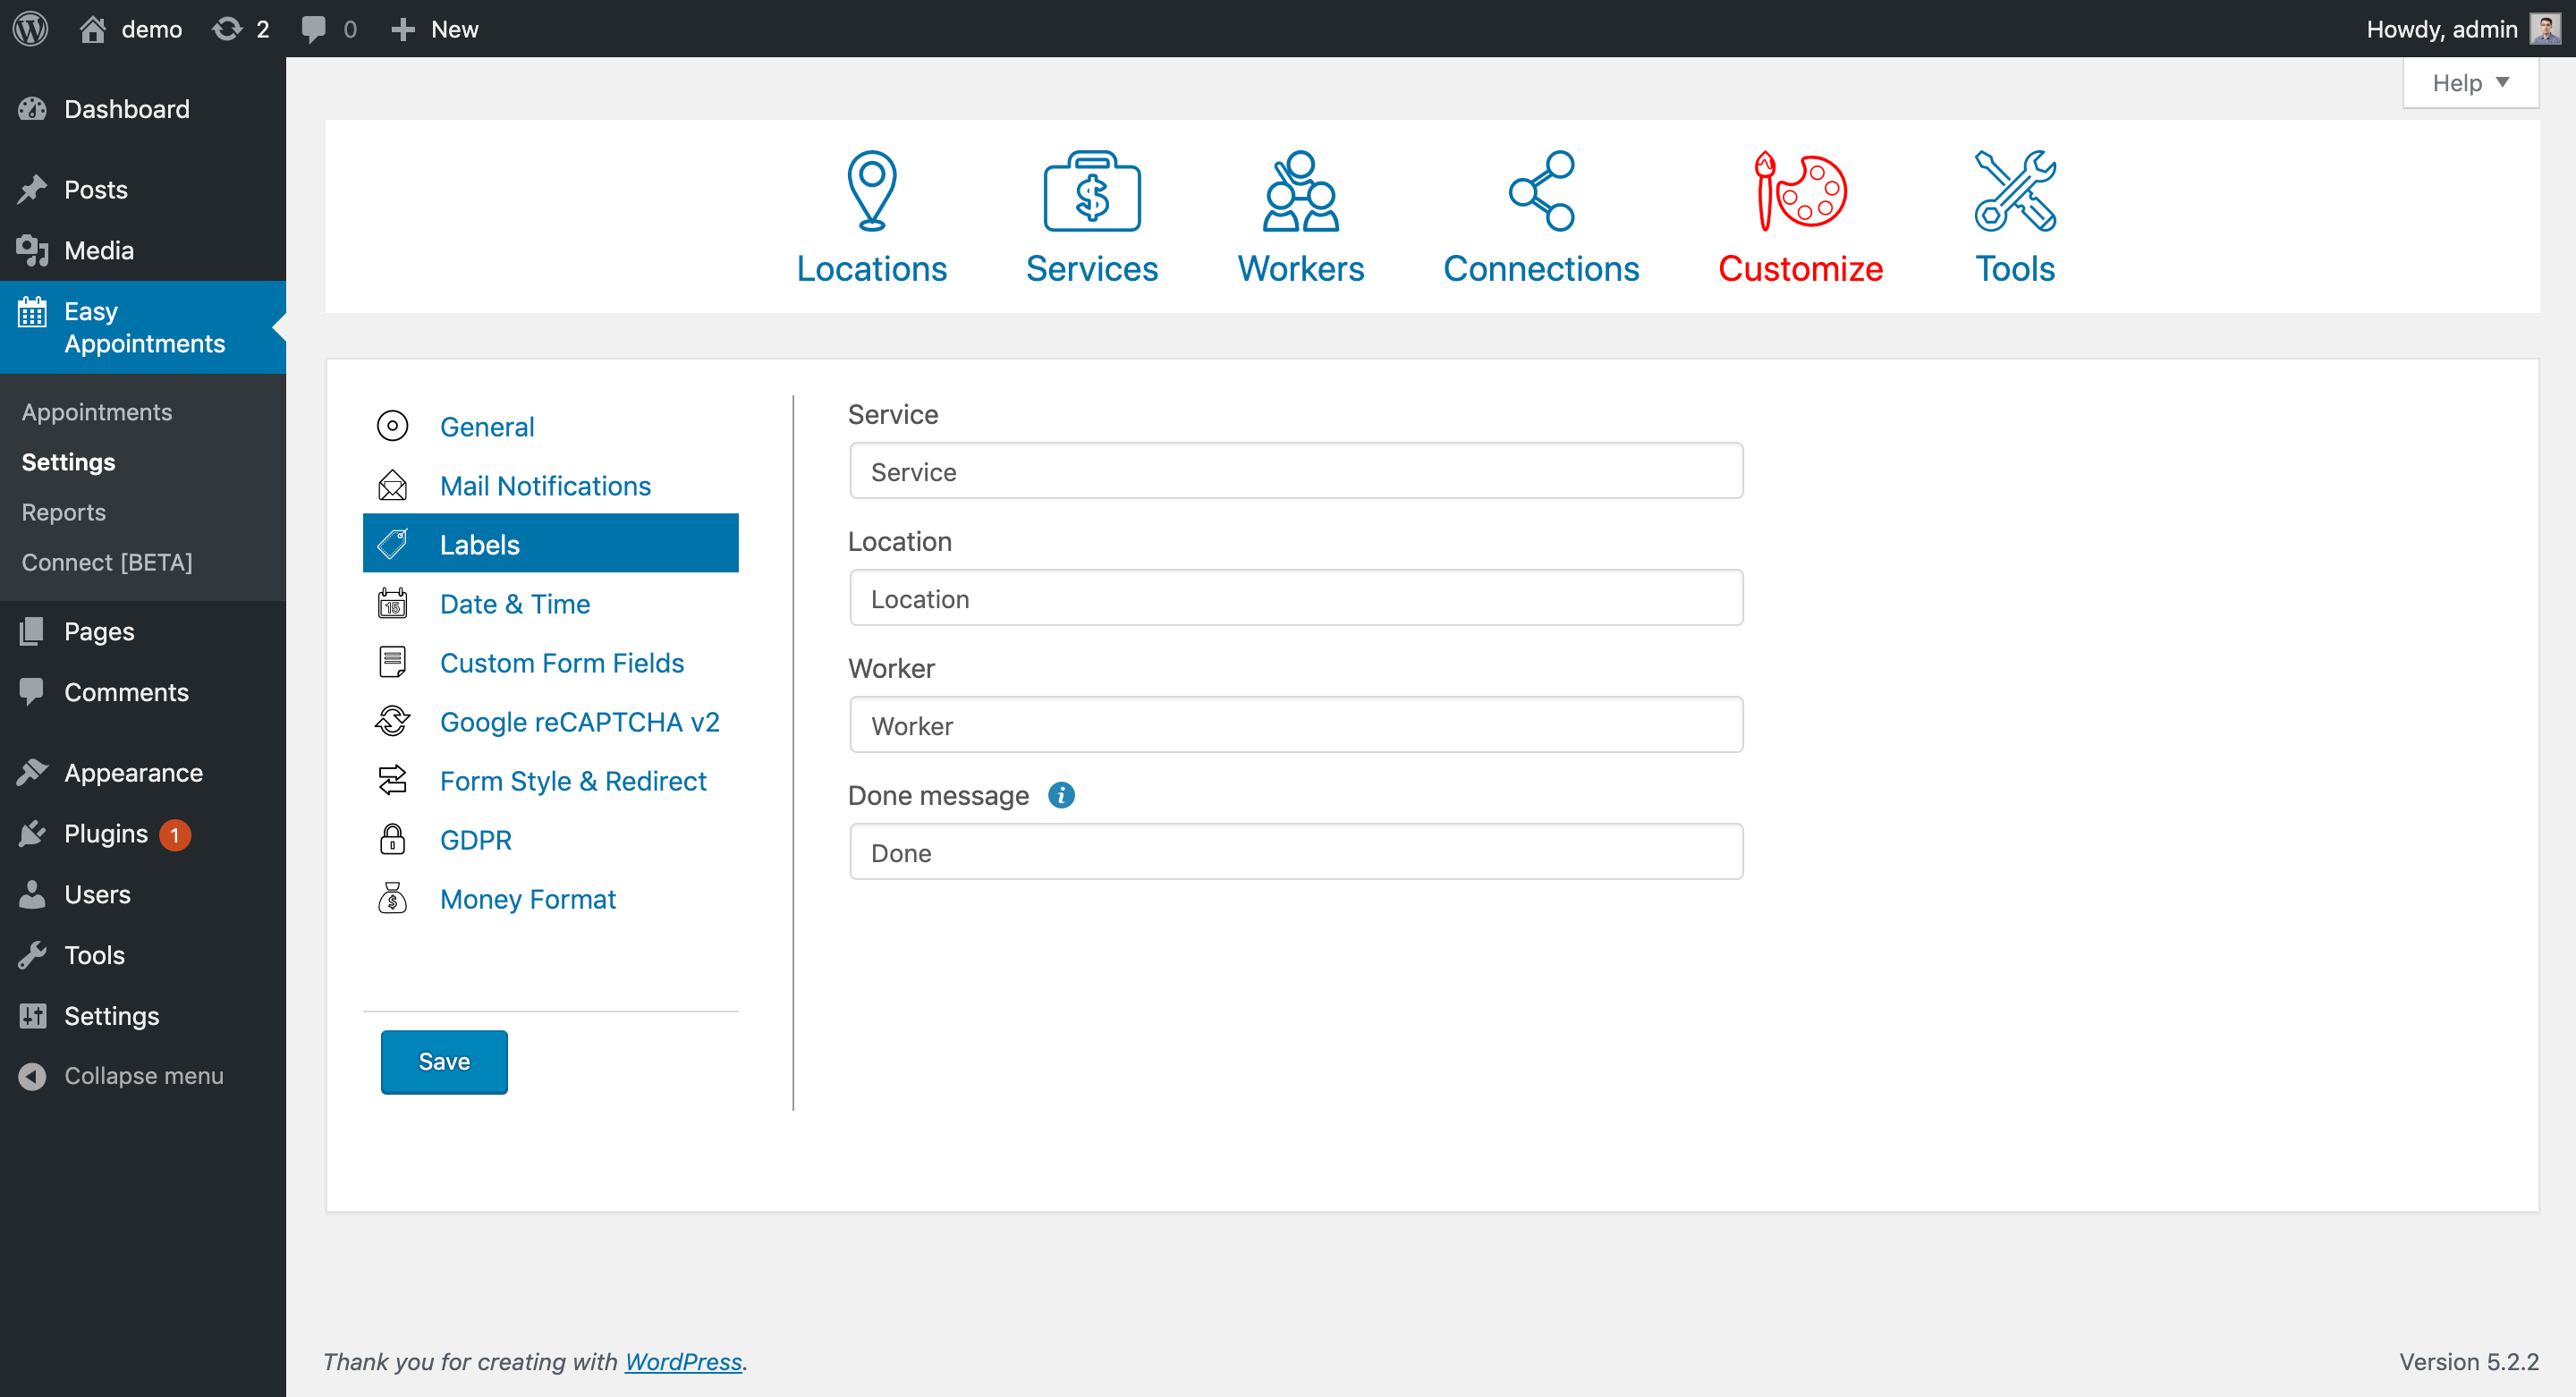 demo 2 0 New Howdy, admin
Help
Dashboard
Posts
Media
Easy
Appointments
Appointments
Settings
Reports
Connect [BETA]
Pages
Comments
Appearance
Plugins 1
Users
Tools
Settings
Collapse menu
Locations Services Workers Connections Customize Tools
General
Mail Notifications
Labels
Date & Time
15
Custom Form Fields
Google reCAPTCHA v2
Form Style & Redirect
GDPR
Money Format
Save
Service
Service
Location
Location
Worker
Worker
Done message i
Done
Thank you for creating with WordPress.
Version 5.2.2